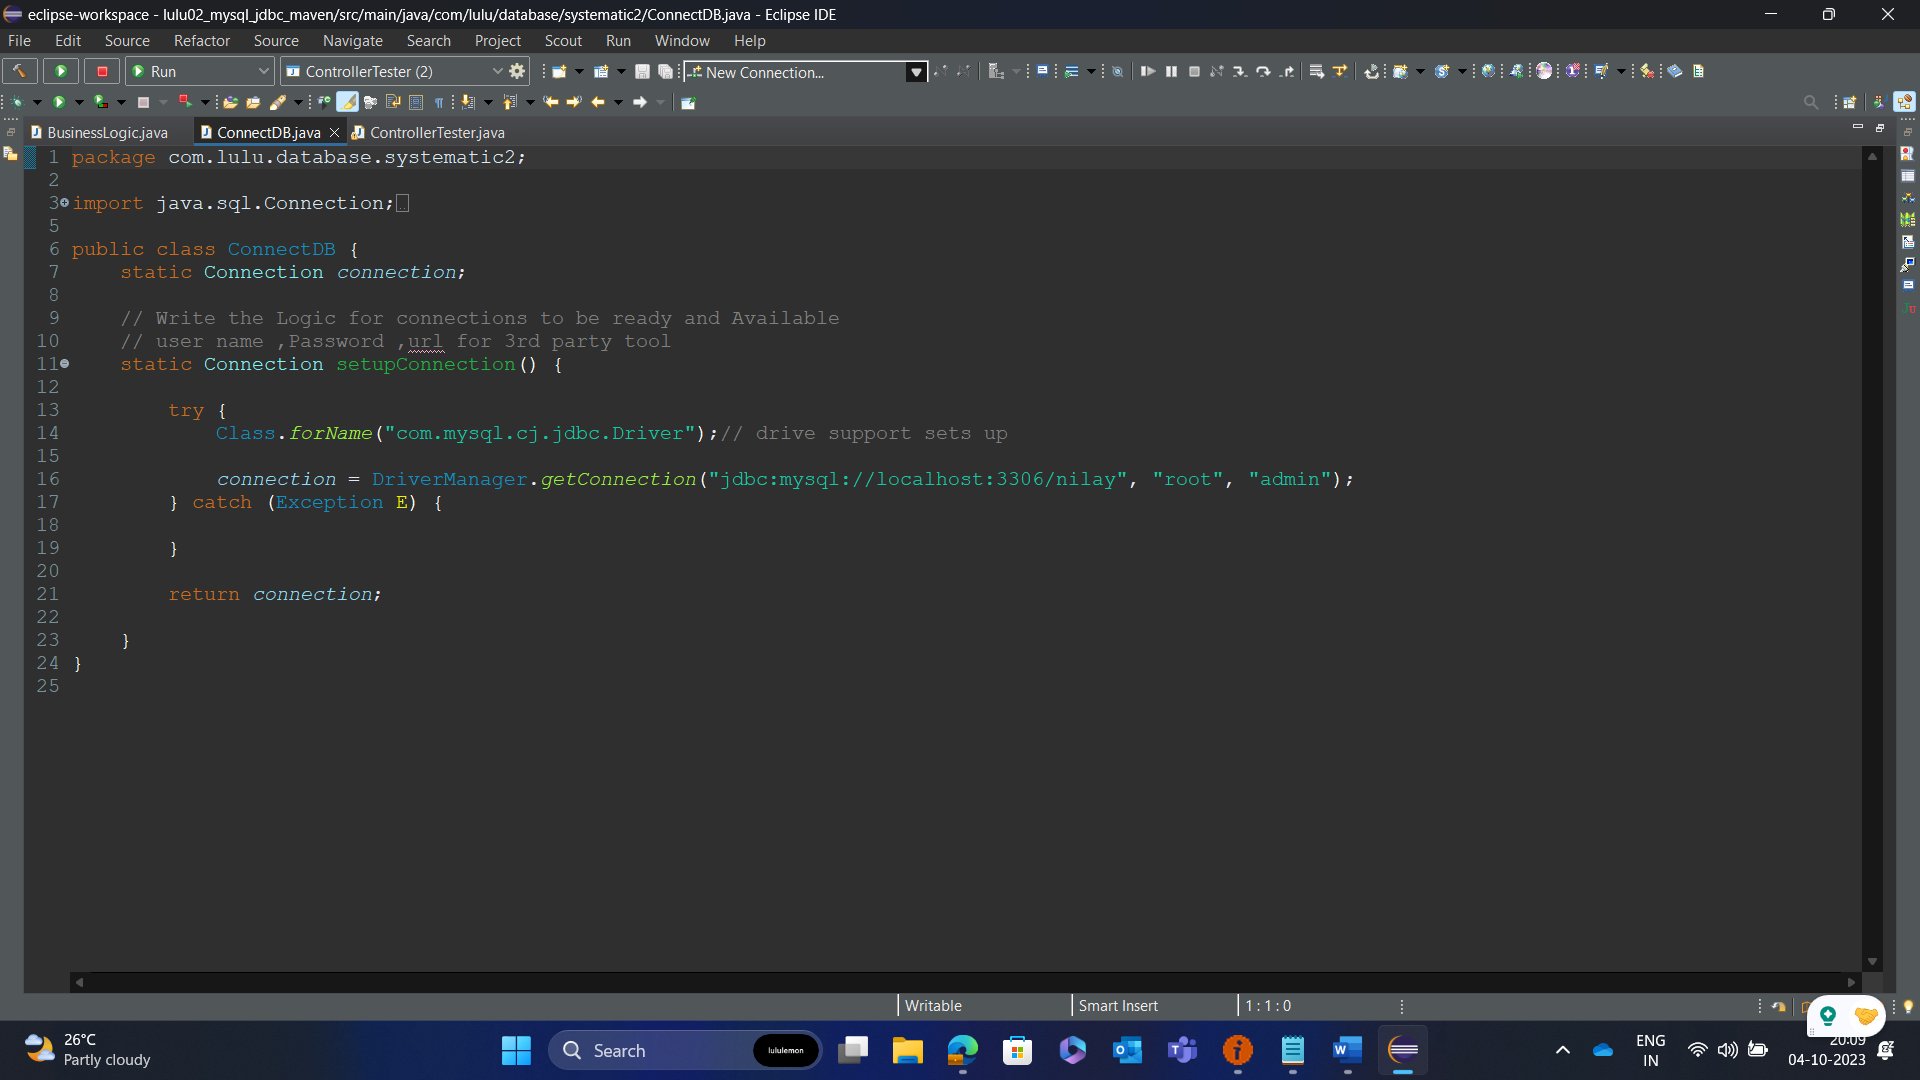 eclipse-workspace - lulu02_mysql_jdbc_maven/src/main/java/com/lulu/database/systematic2/ConnectDB.java - Eclipse IDE
File Edit Source Refactor Source Navigate Search Project Scout Run Window Help
Run ControllerTester (2) New Connection...
BusinessLogic.java ConnectDB.java ControllerTester.java
1 package com.lulu.database.systematic2;
2
3 import java.sql.Connection;
5
6 public class ConnectDB {
7 static Connection connection;
8
9 // Write the Logic for connections to be ready and Available
10 // user name ,Password ,url for 3rd party tool
11 static Connection setupConnection() {
12
13 try {
14 Class.forName("com.mysql.cj.jdbc.Driver");// drive support sets up
15
16 connection = DriverManager.getConnection("jdbc:mysql://localhost:3306/nilay", "root", "admin");
17 } catch (Exception E) {
18
19 }
20
21 return connection;
22
23 }
24 }
25
Writable Smart Insert 1 : 1 : 0
26°C
Partly cloudy
Search
lululemon
ENG
IN
20:09
04-10-2023